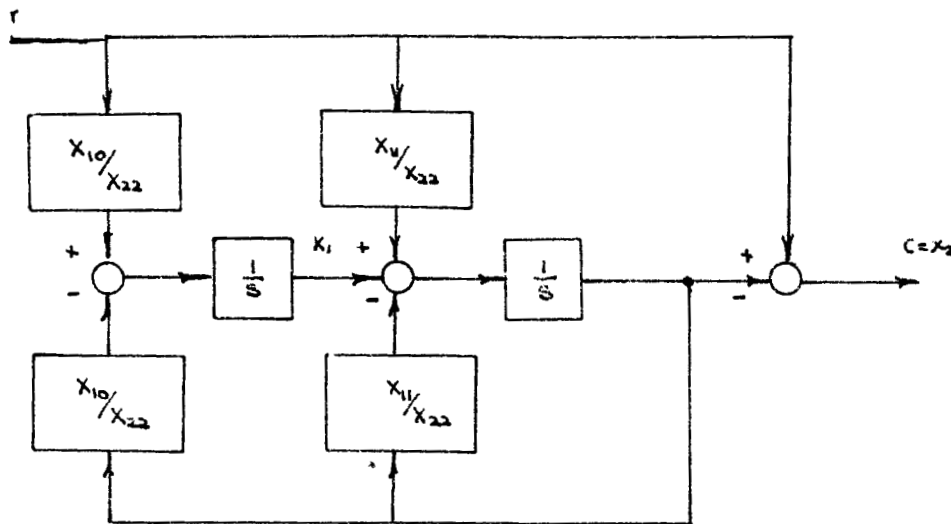 r
X10/X22
X11/X22
+
-
1/S
X1
+
-
1/S
+
-
C=X2
X10/X22
X11/X22